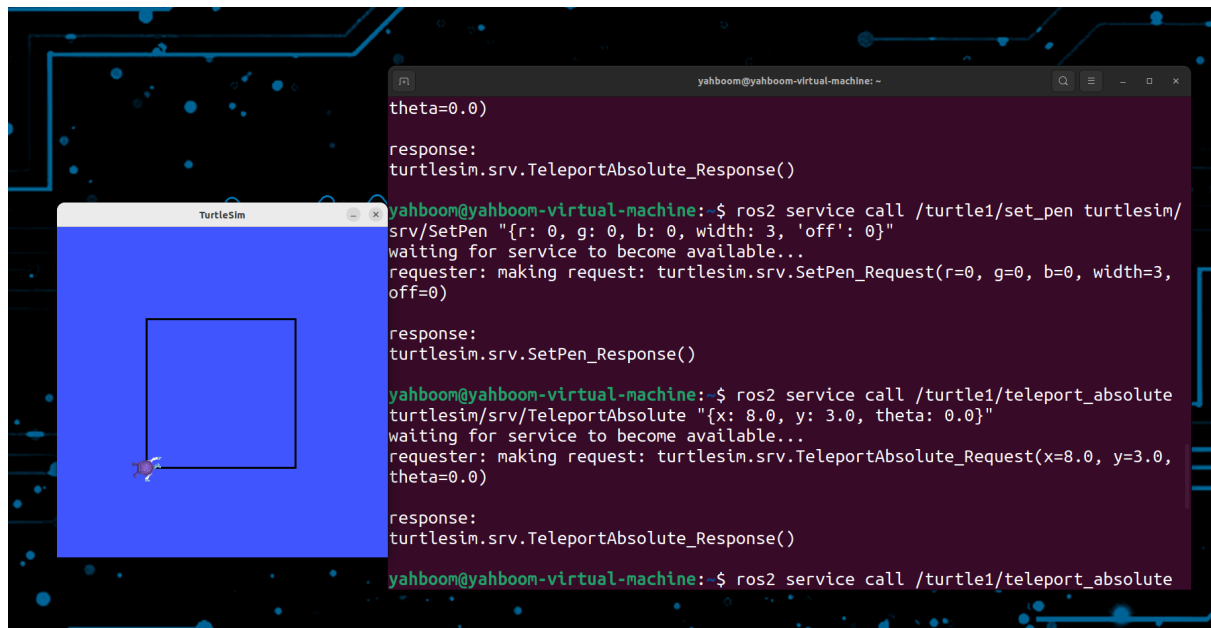 yahboom@yahboom-virtual-machine: ~
theta=0.0)
response:
turtlesim.srv.TeleportAbsolute_Response()
TurtleSim
yahboom@yahboom-virtual-machine:~$ ros2 service call /turtle1/set_pen turtlesim/
srv/SetPen "{r: 0, g: 0, b: 0, width: 3, 'off': 0}"
waiting for service to become available...
requester: making request: turtlesim.srv.SetPen_Request(r=0, g=0, b=0, width=3,
off=0)
response:
turtlesim.srv.SetPen_Response()
yahboom@yahboom-virtual-machine:~$ ros2 service call /turtle1/teleport_absolute
turtlesim/srv/TeleportAbsolute "{x: 8.0, y: 3.0, theta: 0.0}"
waiting for service to become available...
requester: making request: turtlesim.srv.TeleportAbsolute_Request(x=8.0, y=3.0,
theta=0.0)
response:
turtlesim.srv.TeleportAbsolute_Response()
yahboom@yahboom-virtual-machine:~$ ros2 service call /turtle1/teleport_absolute